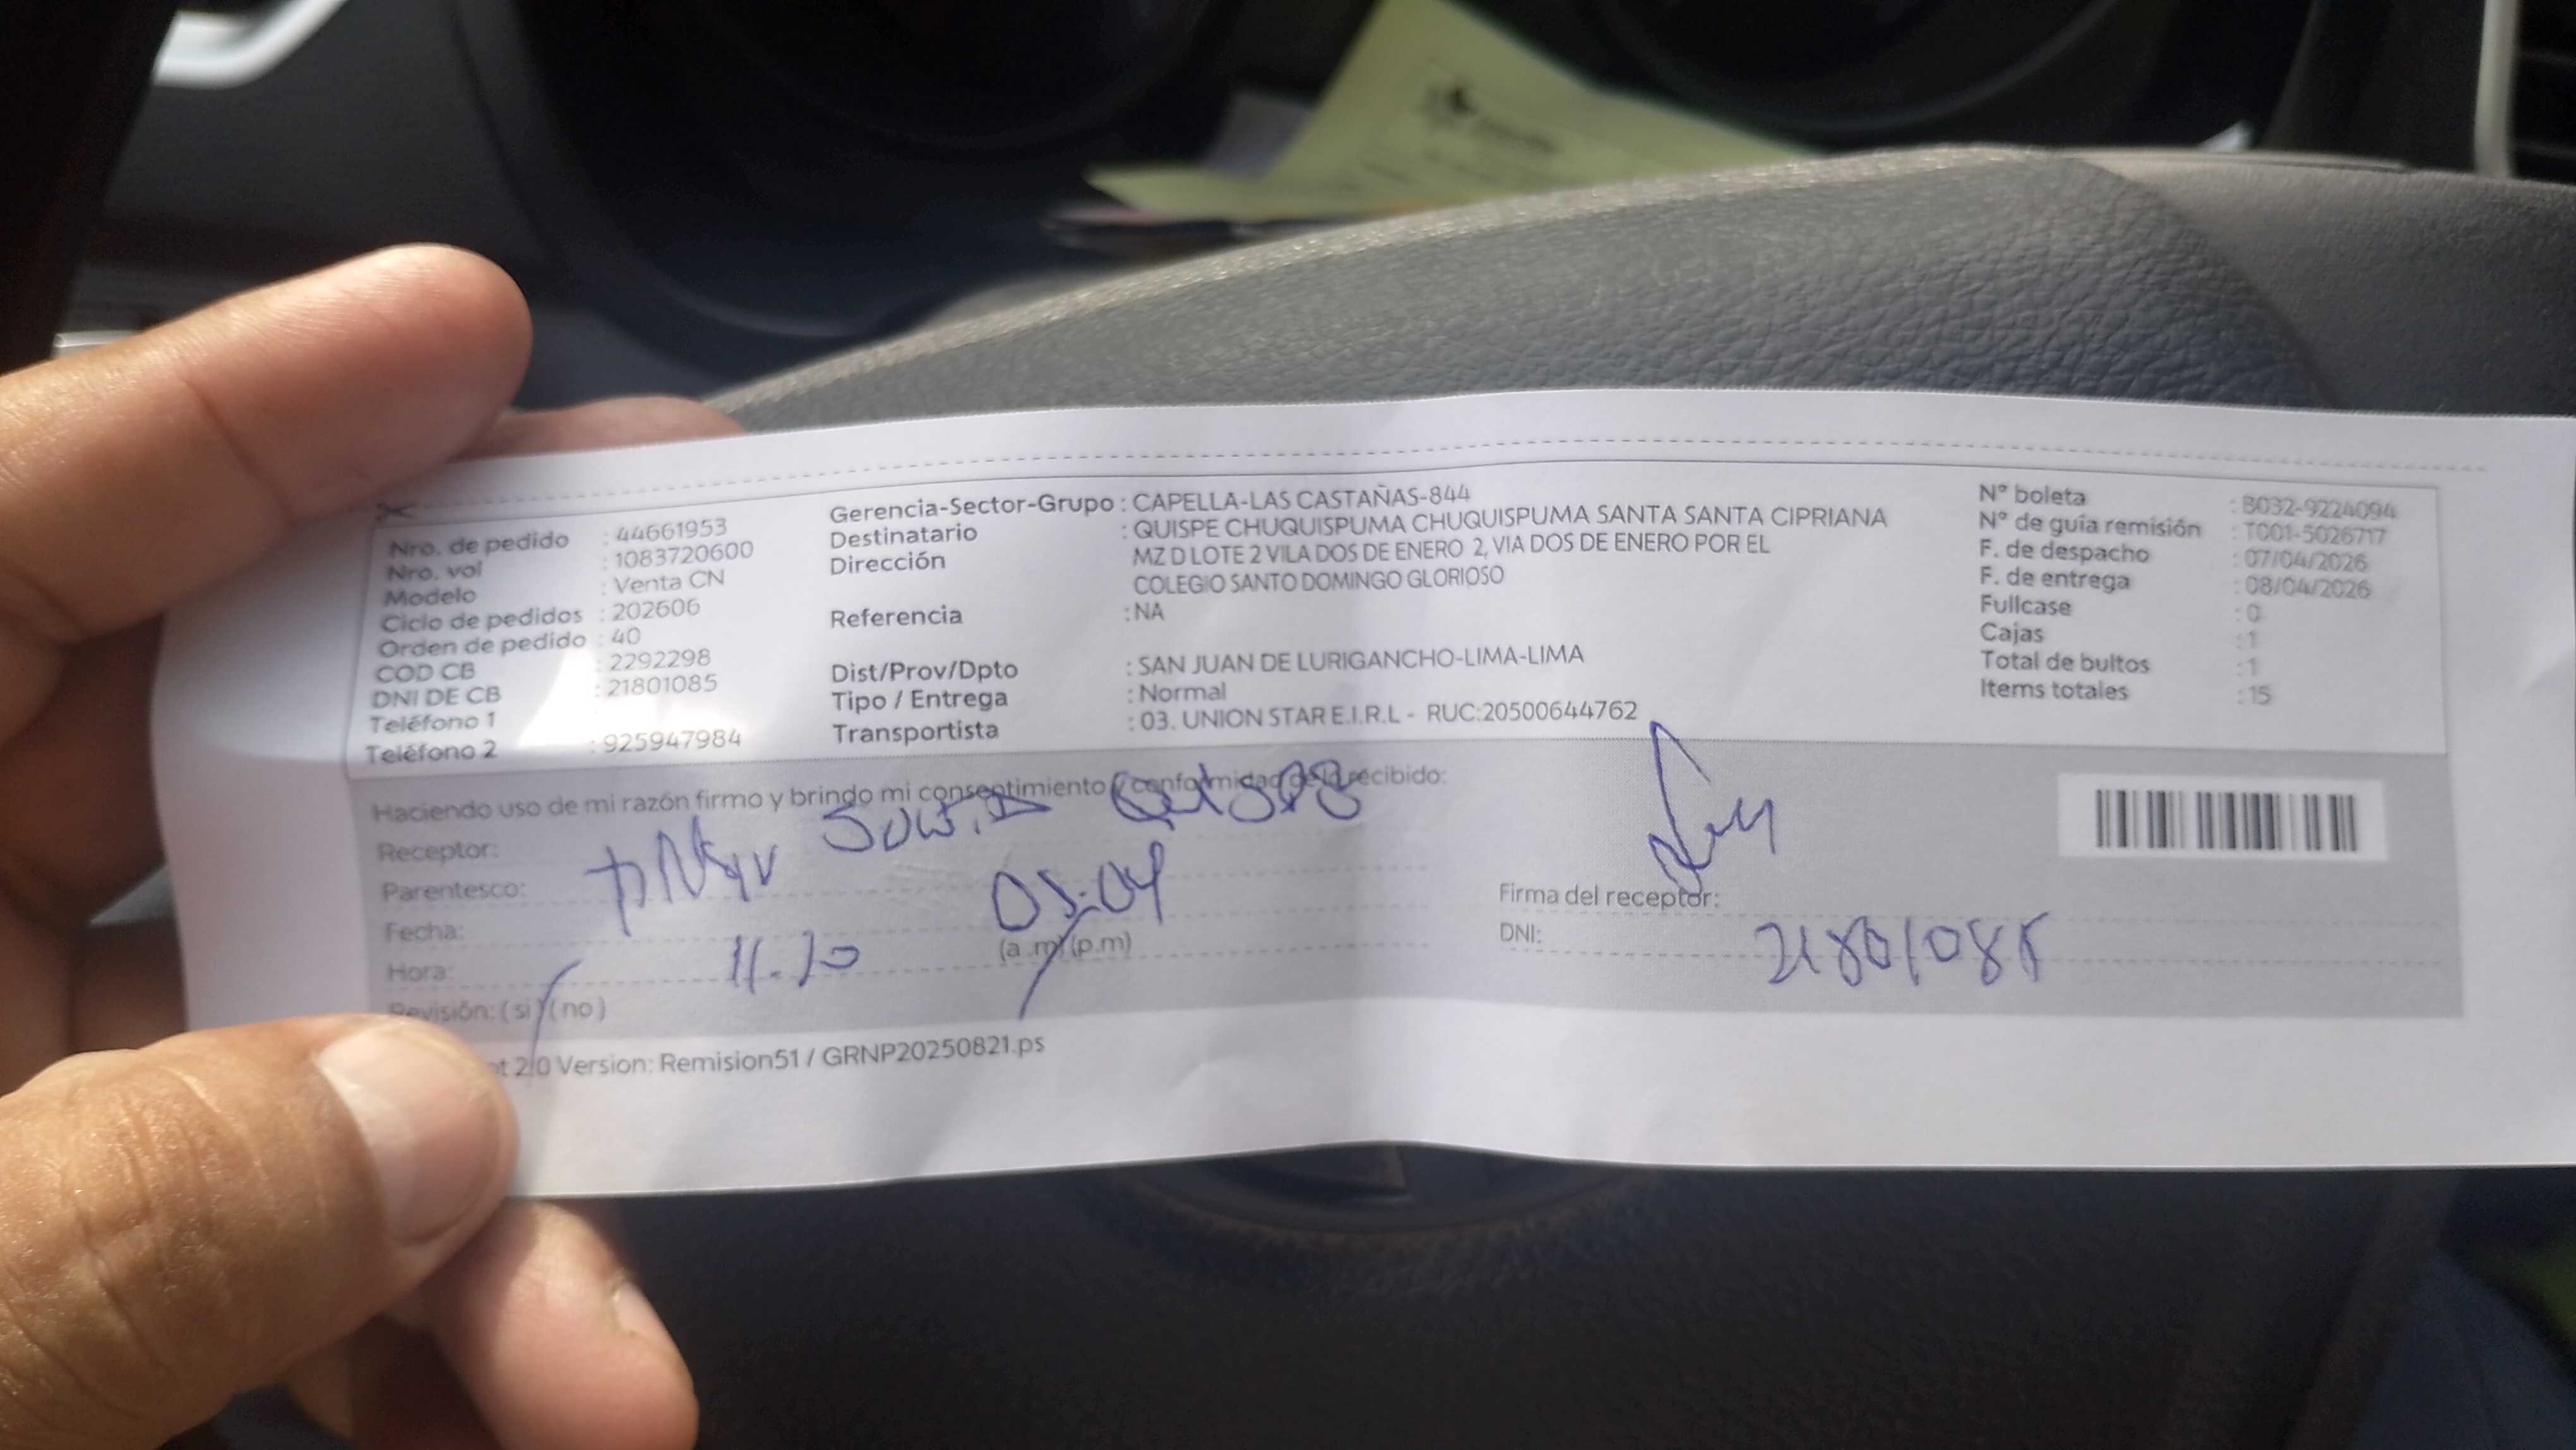 Nro. de pedido : 44661953
Nro. vol : 1083720600
Modelo : Venta CN
Ciclo de pedidos : 202606
Orden de pedido : 40
COD CB : 2292298
DNI DE CB : 21801085
Teléfono 1
Teléfono 2 : 925947984
Gerencia-Sector-Grupo : CAPELLA-LAS CASTAÑAS-844
Destinatario : QUISPE CHUQUISPUMA CHUQUISPUMA SANTA SANTA CIPRIANA
Dirección MZ D LOTE 2 VILA DOS DE ENERO 2, VIA DOS DE ENERO POR EL
COLEGIO SANTO DOMINGO GLORIOSO
Referencia : NA
Dist/Prov/Dpto : SAN JUAN DE LURIGANCHO-LIMA-LIMA
Tipo / Entrega : Normal
Transportista : 03. UNION STAR E.I.R.L - RUC:20500644762
N° boleta : B032-9224094
N° de guía remisión : T001-5026717
F. de despacho : 07/04/2026
F. de entrega : 08/04/2026
Fullcase : 0
Cajas : 1
Total de bultos : 1
Items totales : 15
Haciendo uso de mi razón firmo y brindo mi consentimiento y conformidad de lo recibido:
Receptor:
Parentesco:
Fecha:
Hora: (a.m) (p.m)
Revisión: ( si ) ( no )
Firma del receptor:
DNI: 21801085
2.0 Version: Remision51 / GRNP20250821.ps